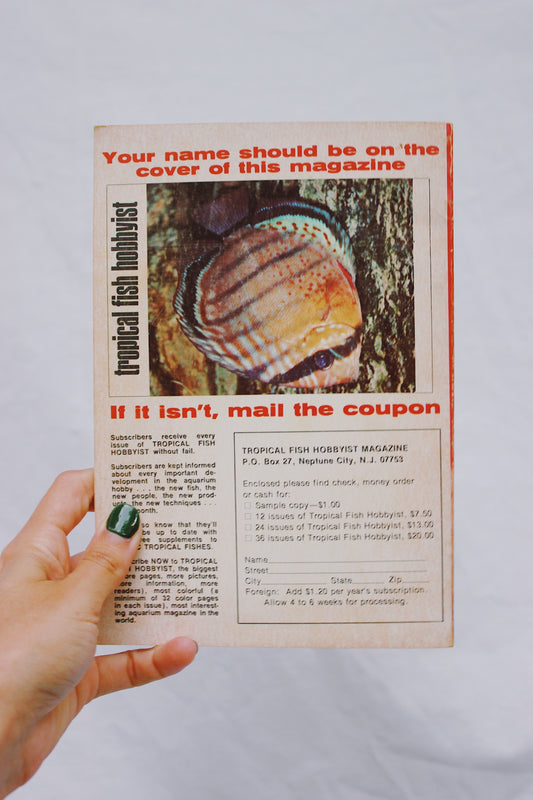 Your name should be on the
cover of this magazine
tropical fish hobbyist
If it isn't, mail the coupon
Subscribers receive every
issue of TROPICAL FISH
HOBBYIST without fail.
Subscribers are kept informed
about every important de-
velopment in the aquarium
hobby . . . the new fish, the
new people, the new prod-
the new techniques . . .
month.
so know that they'll
be up to date with
supplements to
TROPICAL FISHES.
NOW to TROPICAL
HOBBYIST, the biggest
pages, more pictures,
more information, more
readers), most colorful (a
minimum of 32 color pages
in each issue), most interest-
ing aquarium magazine in the
world.
TROPICAL FISH HOBBYIST MAGAZINE
P.O. Box 27, Neptune City, N.J. 07753
Enclosed please find check, money order
or cash for:
Sample copy—$1.00
12 issues of Tropical Fish Hobbyist, $7.50
24 issues of Tropical Fish Hobbyist, $13.00
36 issues of Tropical Fish Hobbyist, $20.00
Name
Street
City State Zip
Foreign: Add $1.20 per year's subscription.
Allow 4 to 6 weeks for processing.